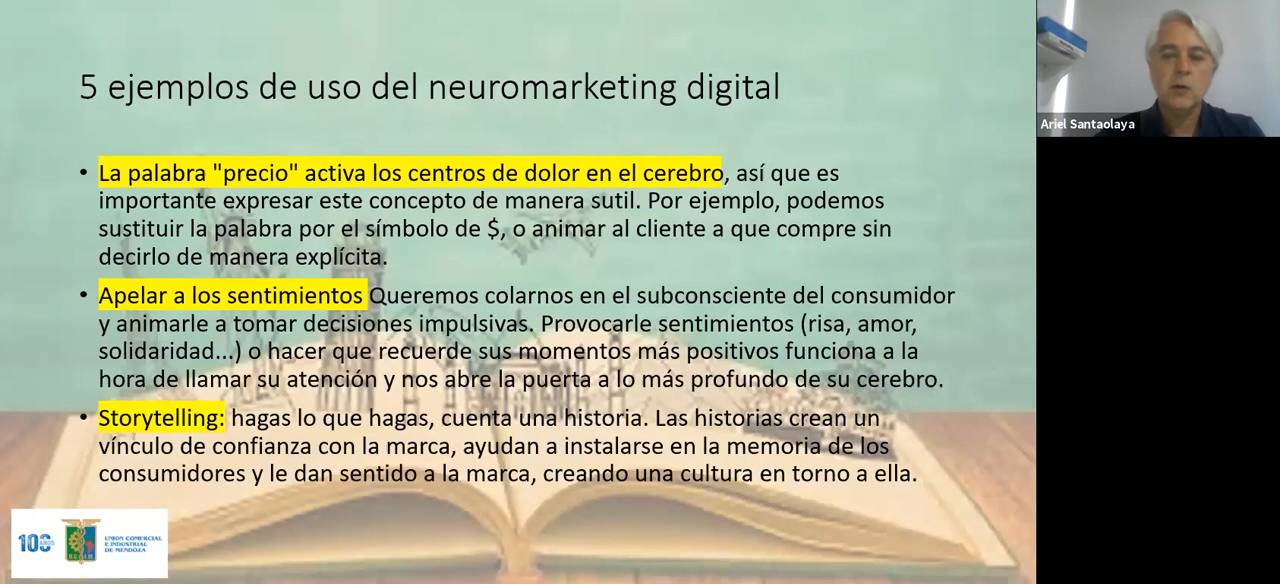 5 ejemplos de uso del neuromarketing digital
• La palabra "precio" activa los centros de dolor en el cerebro, así que es
importante expresar este concepto de manera sutil. Por ejemplo, podemos
sustituir la palabra por el símbolo de $, o animar al cliente a que compre sin
decirlo de manera explícita.
• Apelar a los sentimientos Queremos colarnos en el subconsciente del consumidor
y animarle a tomar decisiones impulsivas. Provocarle sentimientos (risa, amor,
solidaridad...) o hacer que recuerde sus momentos más positivos funciona a la
hora de llamar su atención y nos abre la puerta a lo más profundo de su cerebro.
• Storytelling: hagas lo que hagas, cuenta una historia. Las historias crean un
vínculo de confianza con la marca, ayudan a instalarse en la memoria de los
consumidores y le dan sentido a la marca, creando una cultura en torno a ella.
100 AÑOS
UNION COMERCIAL
E INDUSTRIAL
DE MENDOZA
Ariel Santaolaya